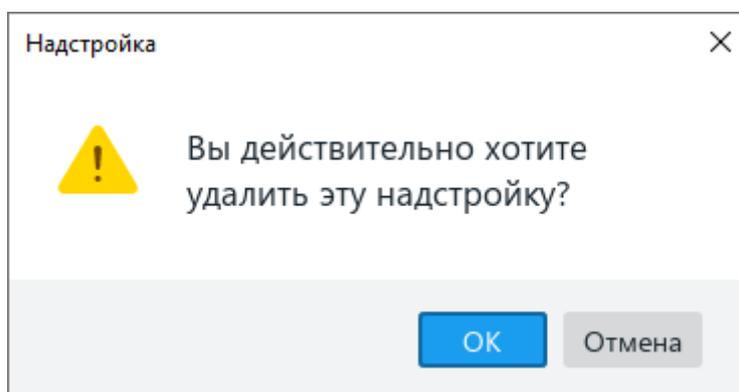 Надстройка
Вы действительно хотите
удалить эту надстройку?
ОК
Отмена